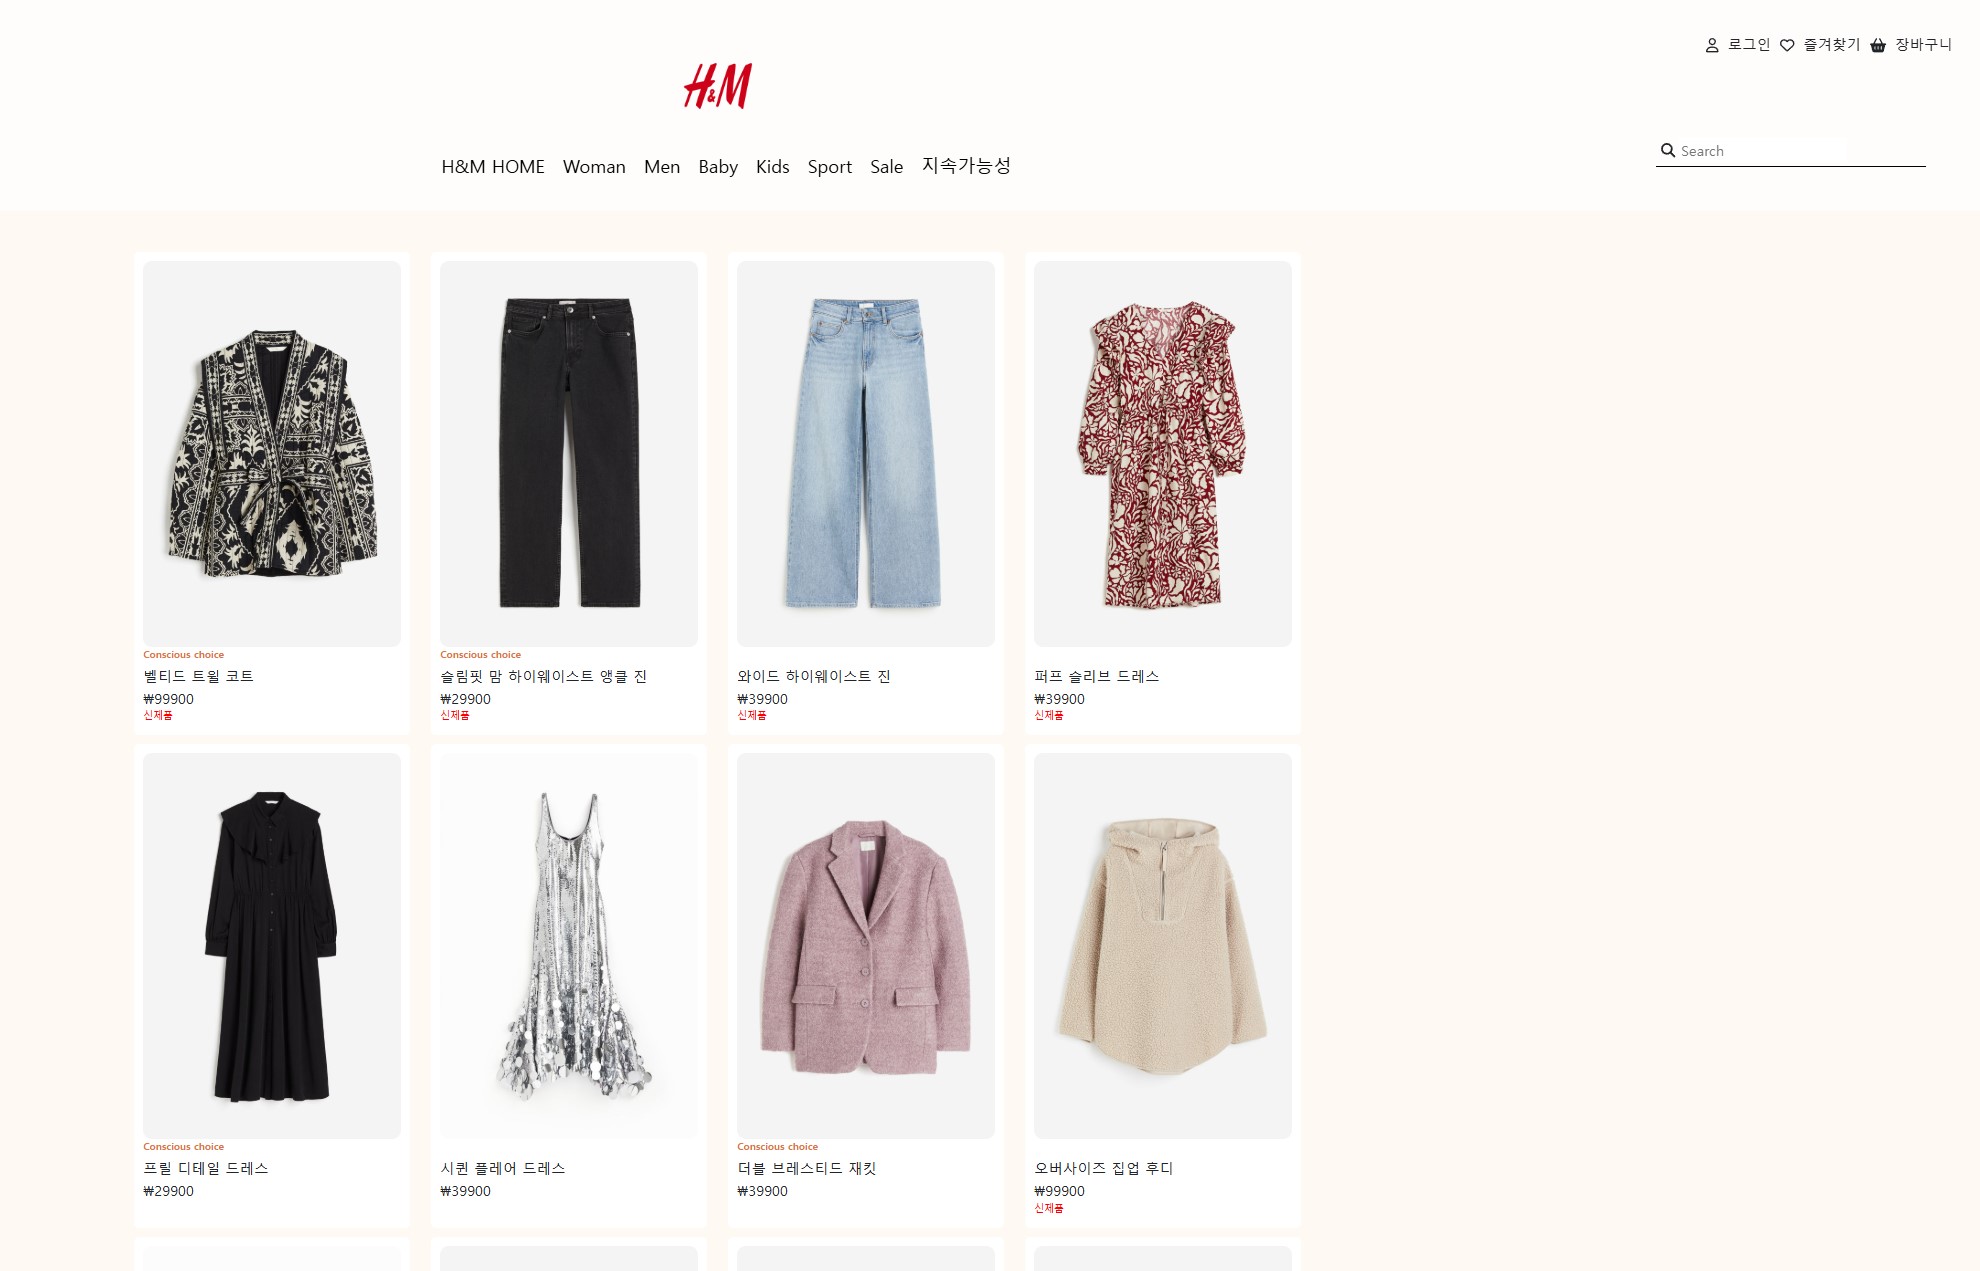 로그인 즐겨찾기 장바구니
H&M
Search
H&M HOME Woman Men Baby Kids Sport Sale 지속가능성
Conscious choice
벨티드 트윌 코트
₩99900
신제품
Conscious choice
슬림핏 맘 하이웨이스트 앵클 진
₩29900
신제품
와이드 하이웨이스트 진
₩39900
신제품
퍼프 슬리브 드레스
₩39900
신제품
Conscious choice
프릴 디테일 드레스
₩29900
시퀸 플레어 드레스
₩39900
Conscious choice
더블 브레스티드 재킷
₩39900
오버사이즈 집업 후디
₩99900
신제품